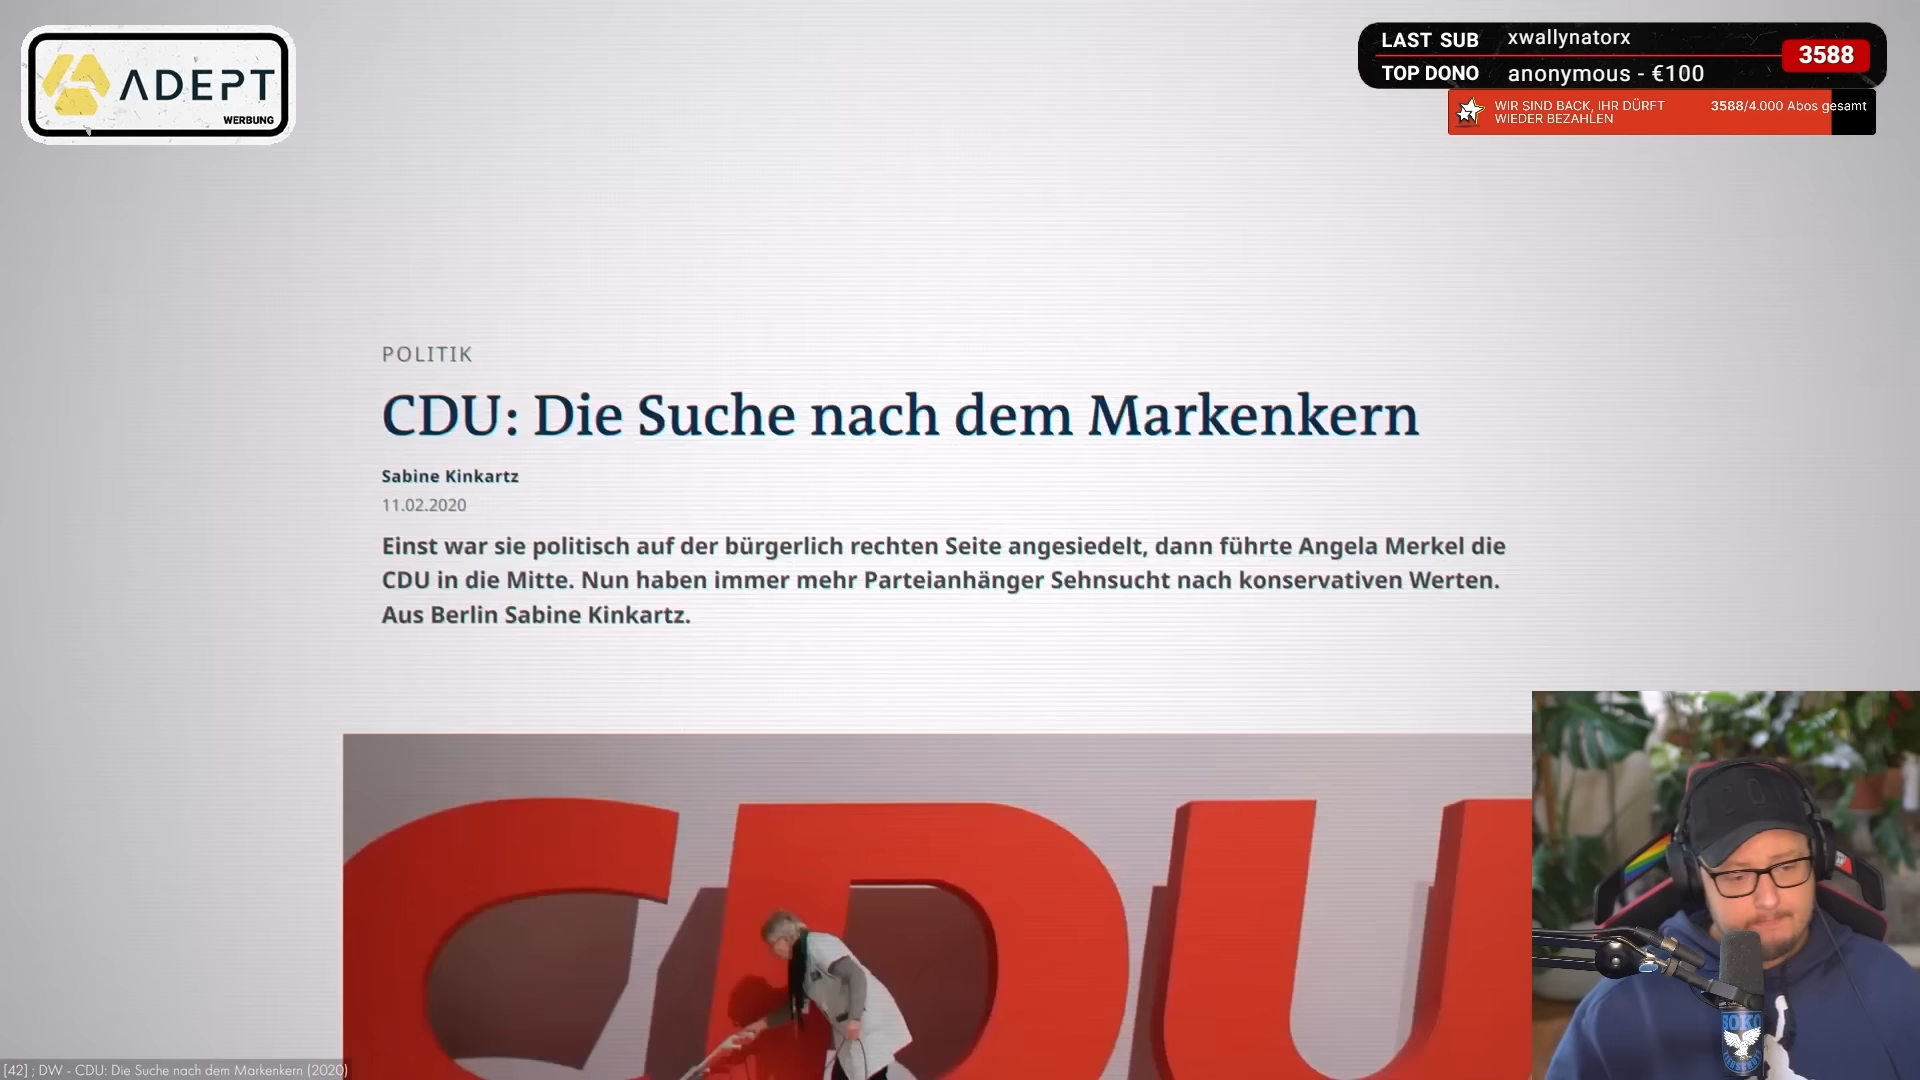 ADEPT
WERBUNG
LAST SUB xwallynatorx
TOP DONO anonymous - €100
3588
WIR SIND BACK, IHR DÜRFT
WIEDER BEZAHLEN
3588/4.000 Abos gesamt
POLITIK
CDU: Die Suche nach dem Markenkern
Sabine Kinkartz
11.02.2020
Einst war sie politisch auf der bürgerlich rechten Seite angesiedelt, dann führte Angela Merkel die
CDU in die Mitte. Nun haben immer mehr Parteianhänger Sehnsucht nach konservativen Werten.
Aus Berlin Sabine Kinkartz.
CDU
SOKO
[42] ; DW - CDU: Die Suche nach dem Markenkern (2020)